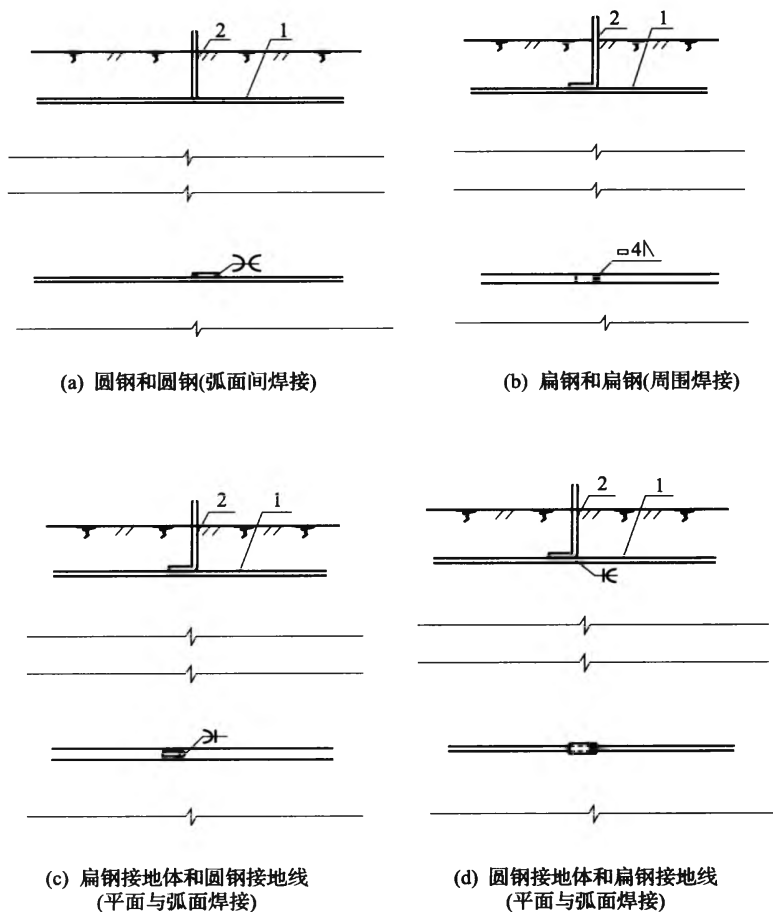 2 1
2 1
□4
(a) 圆钢和圆钢(弧面间焊接)
(b) 扁钢和扁钢(周围焊接)
2 i
2 1
(c) 扁钢接地体和圆钢接地线
(平面与弧面焊接)
(d) 圆钢接地体和扁钢接地线
(平面与弧面焊接)